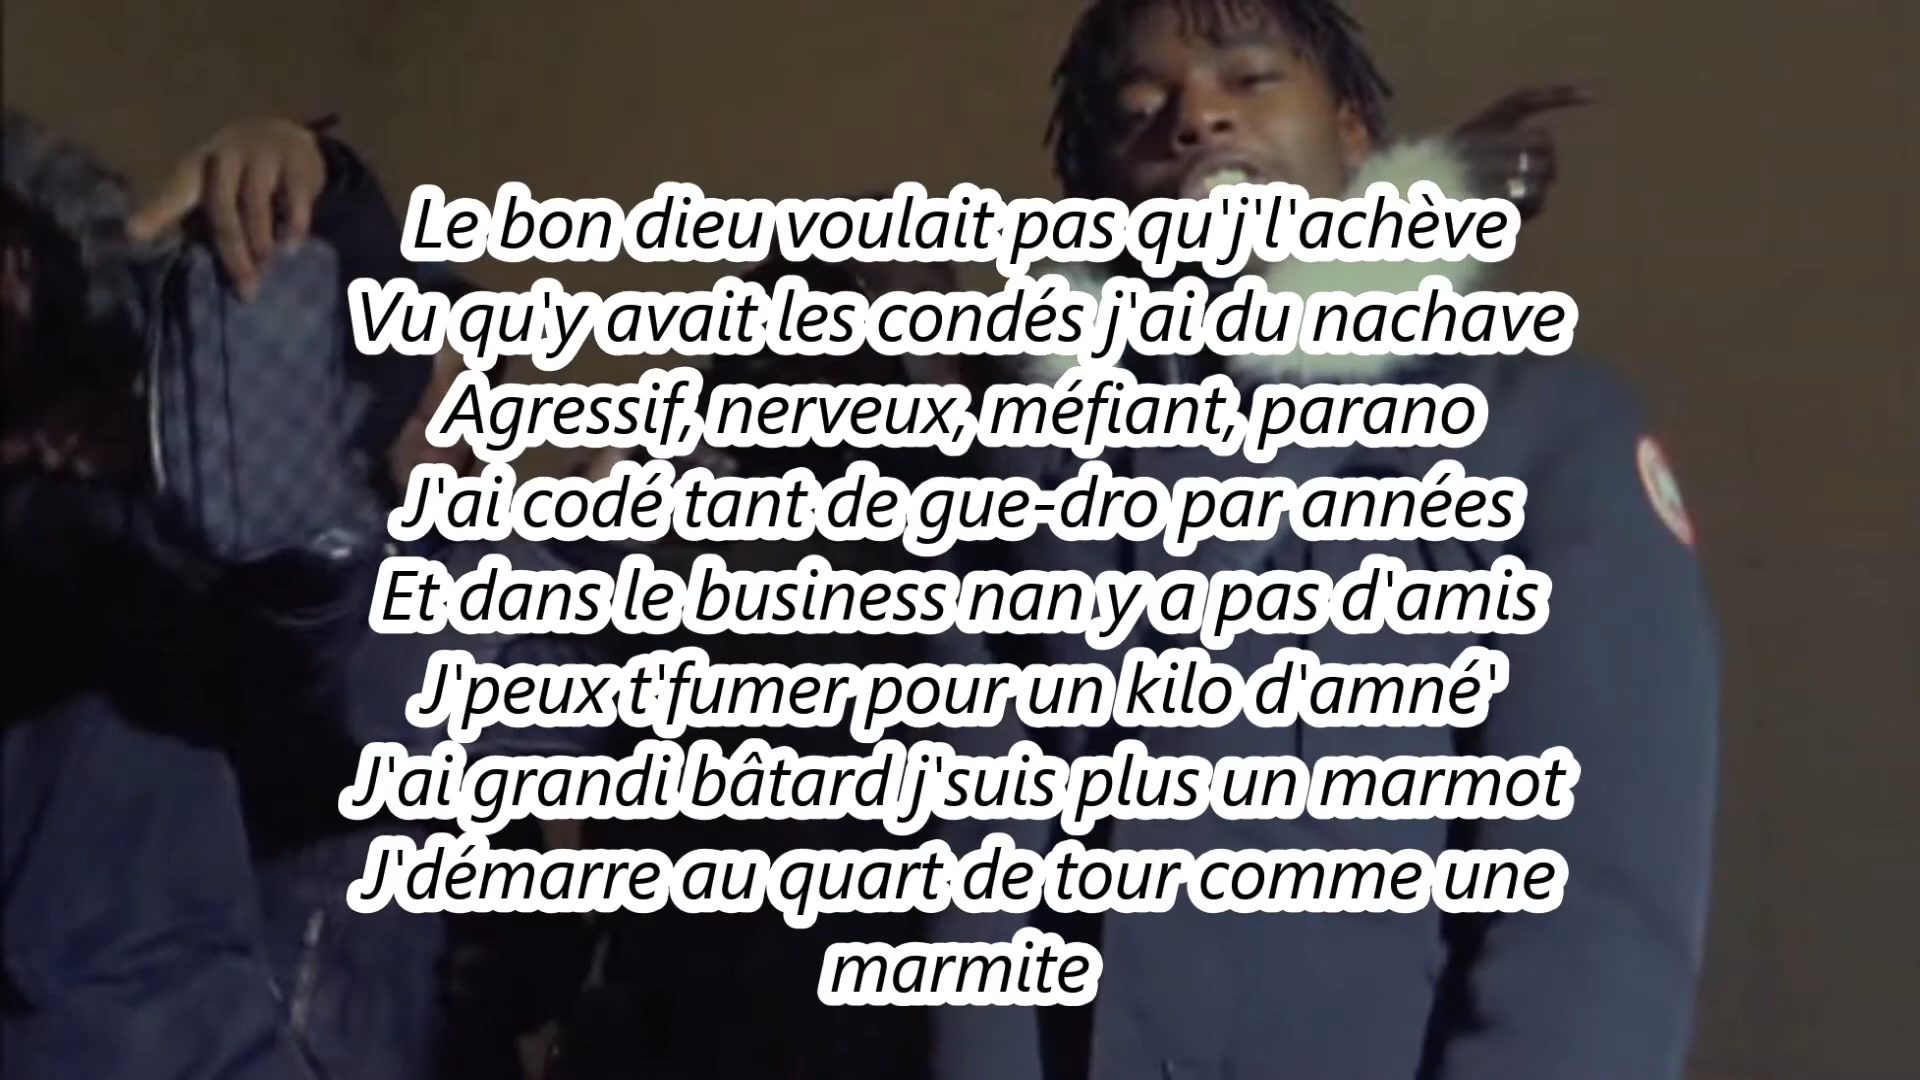 Le bon dieu voulait pas qu'j'l'achève
Vu qu'y avait les condés j'ai du nachave
Agressif, nerveux, méfiant, parano
J'ai codé tant de gue-dro par années
Et dans le business nan y a pas d'amis
J'peux t'fumer pour un kilo d'amné'
J'ai grandi bâtard j'suis plus un marmot
J'démarre au quart de tour comme une
marmite